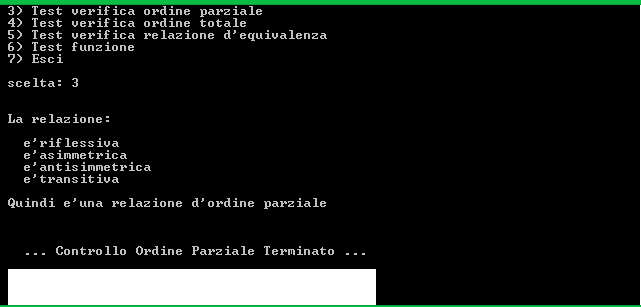 3) Test verifica ordine parziale
4) Test verifica ordine totale
5) Test verifica relazione d'equivalenza
6) Test funzione
7) Esci
scelta: 3
La relazione:
e'riflessiva
e'asimmetrica
e'antisimmetrica
e'transitiva
Quindi e'una relazione d'ordine parziale
... Controllo Ordine Parziale Terminato ...